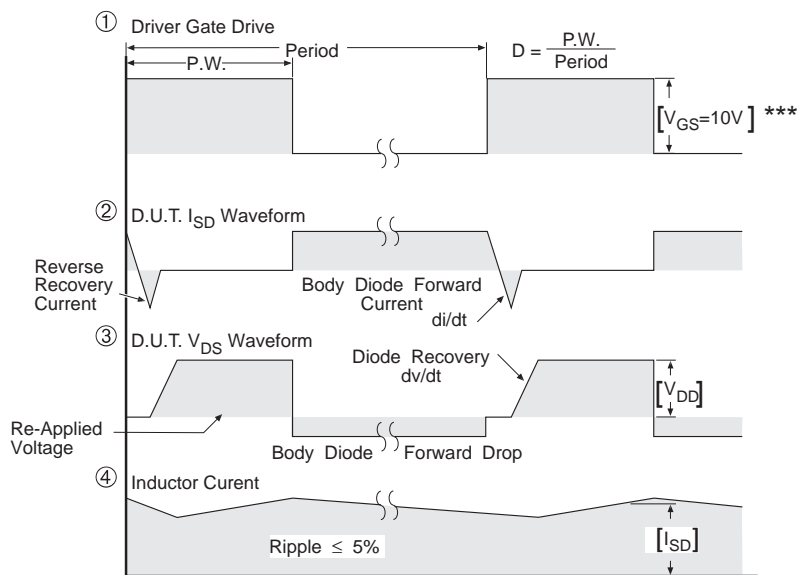 ① Driver Gate Drive
Period
P.W.
D = P.W. / Period
[VGS=10V] ***
② D.U.T. ISD Waveform
Reverse
Recovery
Current
Body Diode Forward
Current
di/dt
③ D.U.T. VDS Waveform
Diode Recovery
dv/dt
[VDD]
Re-Applied
Voltage
Body Diode Forward Drop
④ Inductor Curent
Ripple ≤ 5%
[ISD]